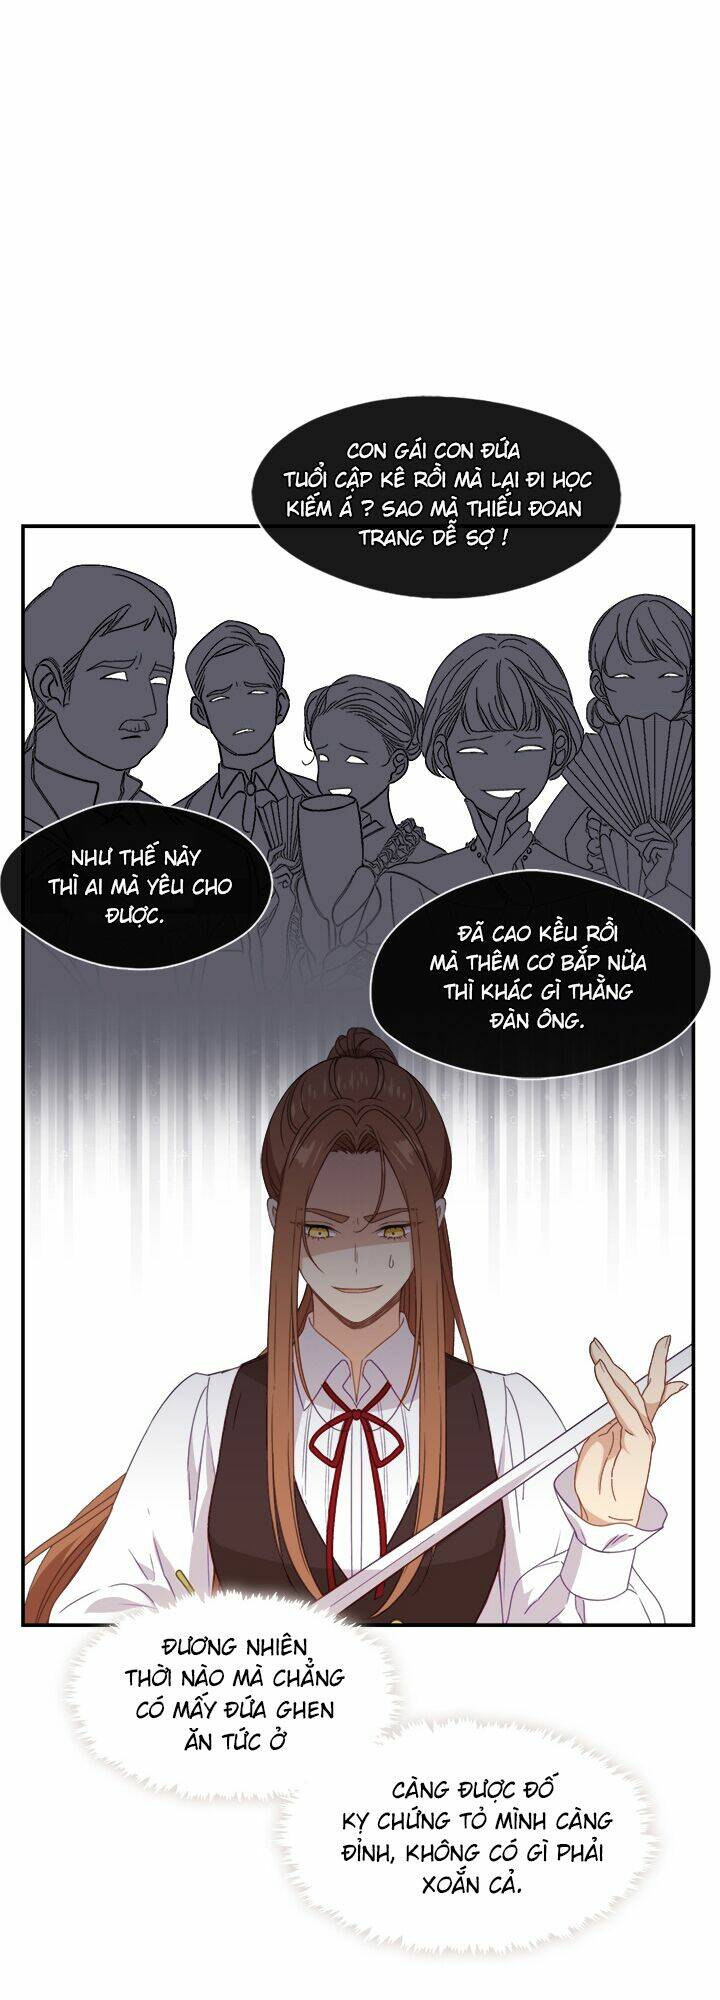 CON GÁI CON ĐỨA
TUỔI CẬP KÊ RỒI MÀ LẠI ĐI HỌC
KIẾM Á ? SAO MÀ THIẾU ĐOAN
TRANG DỄ SỢ !
NHƯ THẾ NÀY
THÌ AI MÀ YÊU CHO
ĐƯỢC.
ĐÃ CAO KỀU RỒI
MÀ THÊM CƠ BẮP NỮA
THÌ KHÁC GÌ THẰNG
ĐÀN ÔNG.
ĐƯƠNG NHIÊN
THỜI NÀO MÀ CHẲNG
CÓ MẤY ĐỨA GHEN
ĂN TỨC Ở
CÀNG ĐƯỢC ĐỐ
KỴ CHỨNG TỎ MÌNH CÀNG
ĐỈNH, KHÔNG CÓ GÌ PHẢI
XOẮN CẢ.